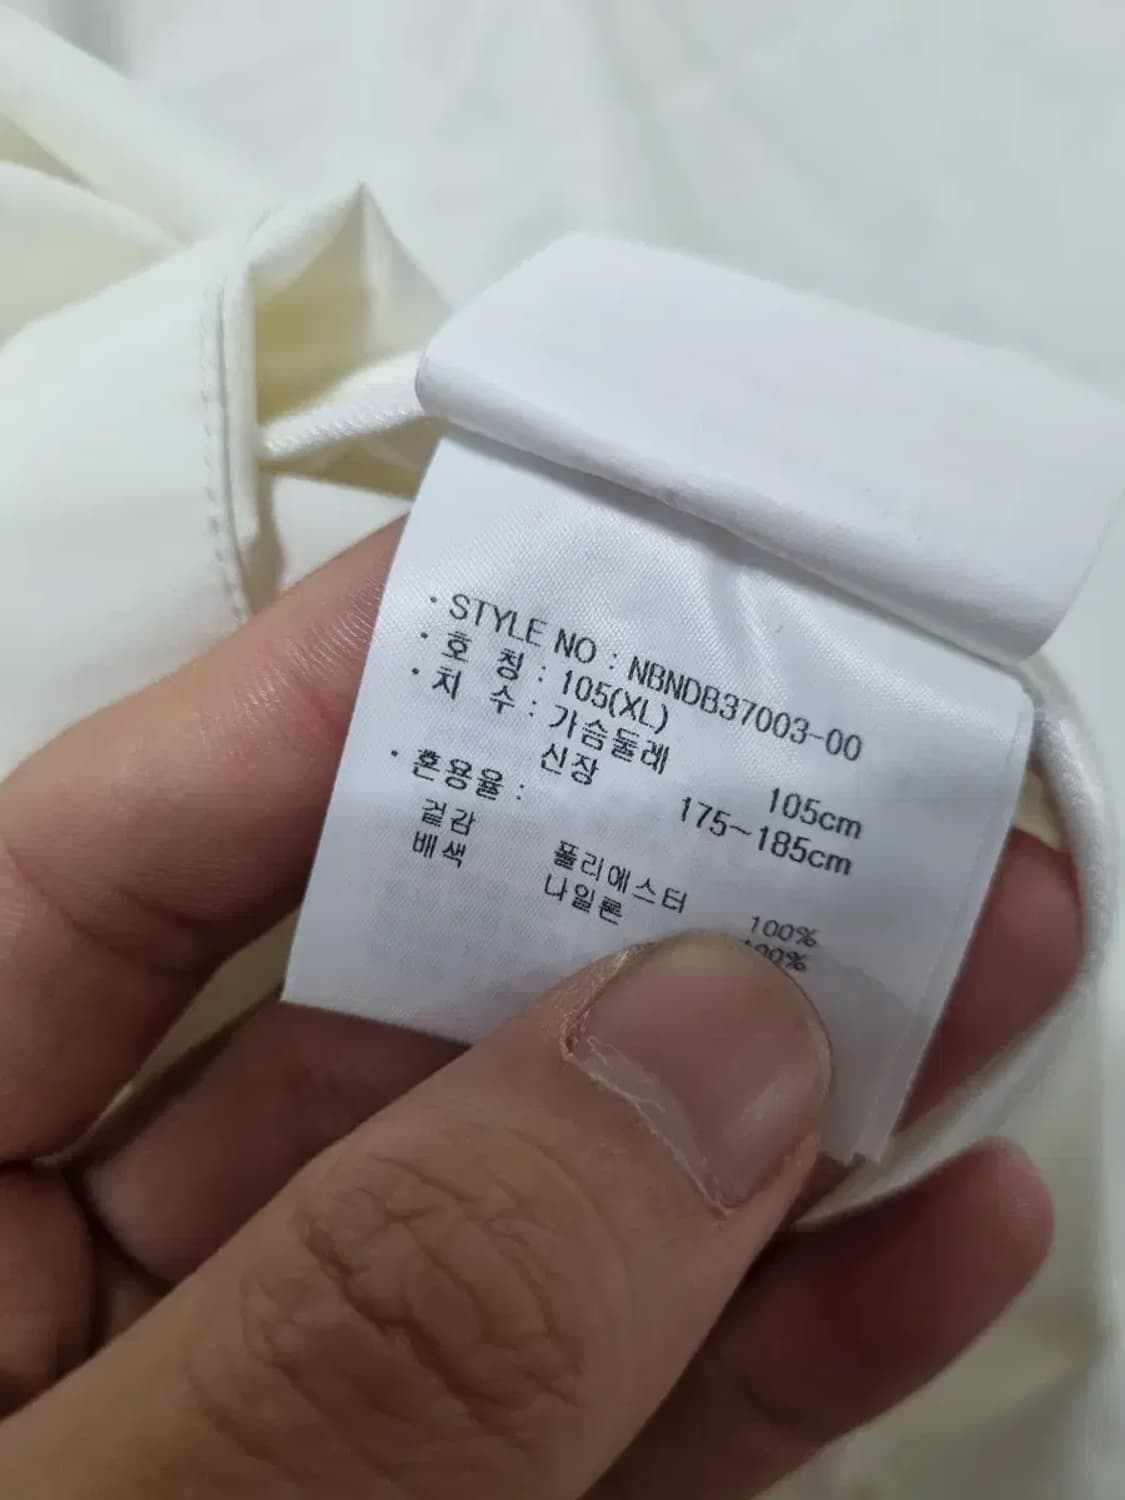 · STYLE NO : NBNDB37003-00
· 호 칭 : 105(XL)
· 치 수 : 가슴둘레 105cm
신장 175~185cm
· 혼용율 :
겉감 폴리에스터 100%
배색 나일론 100%